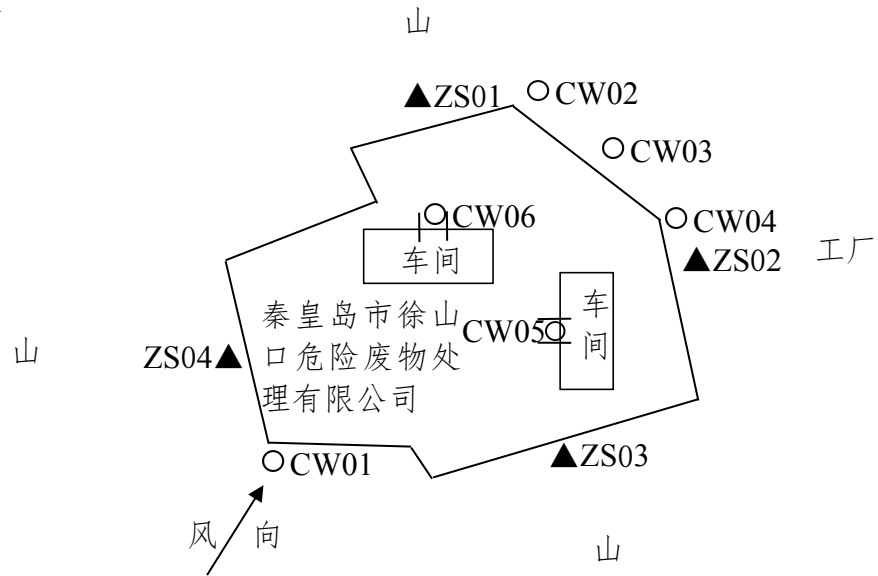 山
▲ZS01
○CW02
○CW03
○CW06
○CW04
车间
▲ZS02
工厂
秦皇岛市徐山
口危险废物处
理有限公司
CW05○
车
间
山
ZS04▲
○CW01
▲ZS03
风 向
山